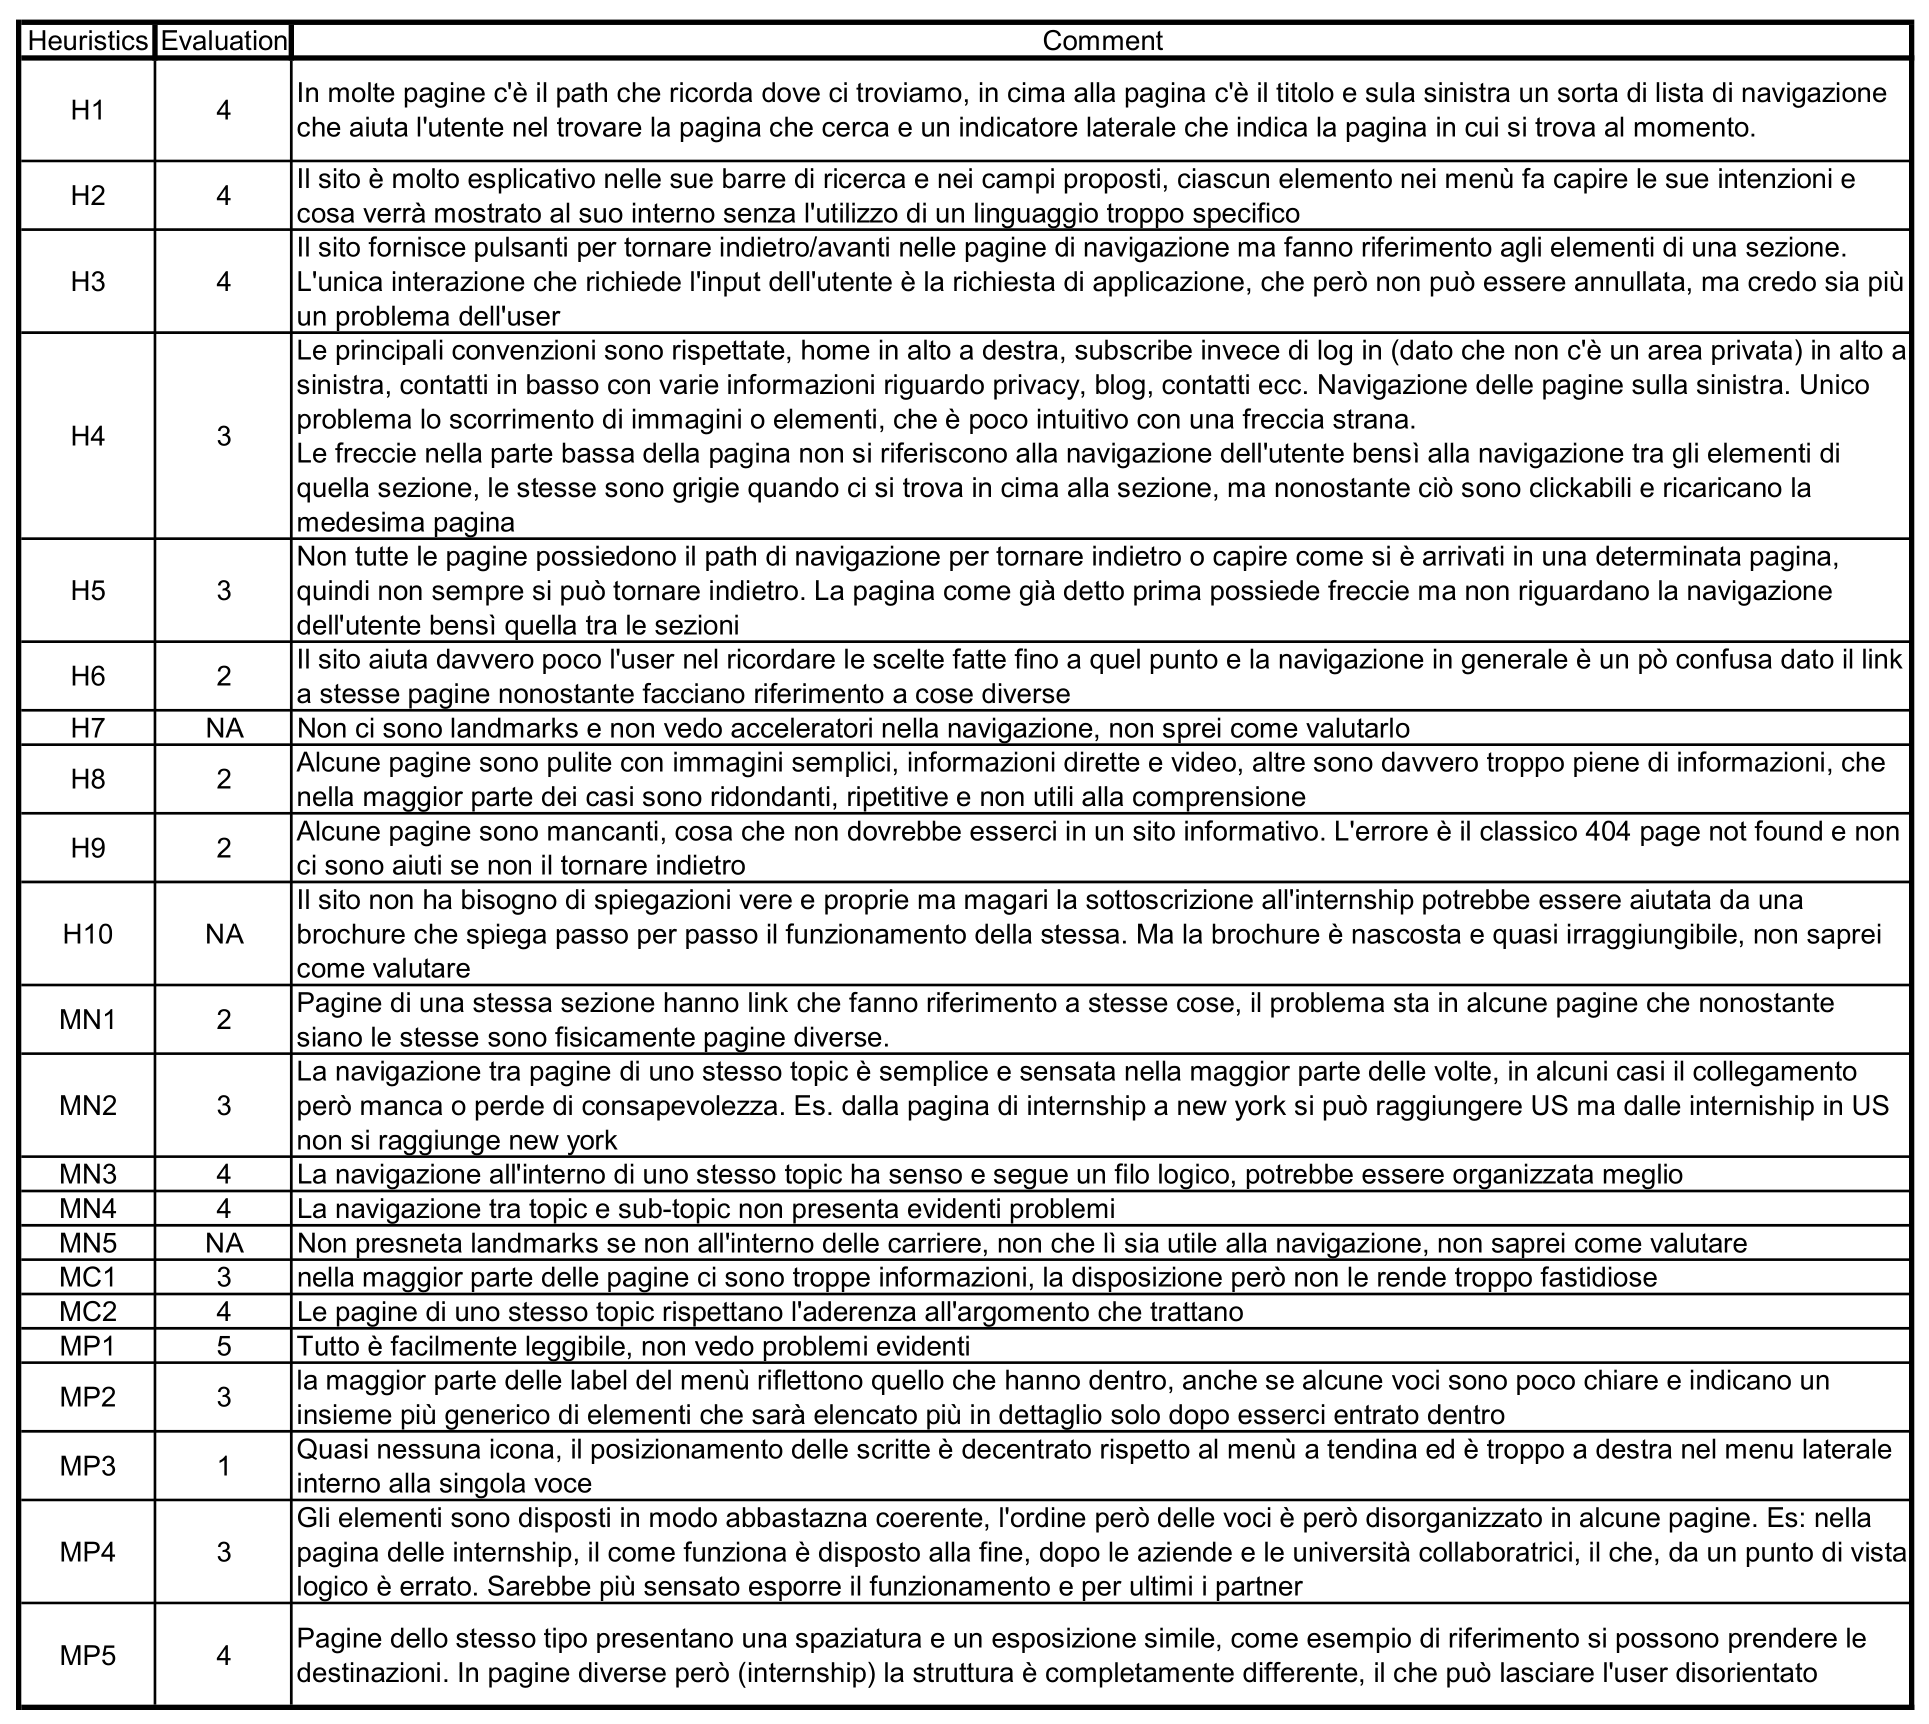 Heuristics Evaluation Comment
H1 4 In molte pagine c'è il path che ricorda dove ci troviamo, in cima alla pagina c'è il titolo e sula sinistra un sorta di lista di navigazione
che aiuta l'utente nel trovare la pagina che cerca e un indicatore laterale che indica la pagina in cui si trova al momento.
H2 4 Il sito è molto esplicativo nelle sue barre di ricerca e nei campi proposti, ciascun elemento nei menù fa capire le sue intenzioni e
cosa verrà mostrato al suo interno senza l'utilizzo di un linguaggio troppo specifico
H3 4 Il sito fornisce pulsanti per tornare indietro/avanti nelle pagine di navigazione ma fanno riferimento agli elementi di una sezione.
L'unica interazione che richiede l'input dell'utente è la richiesta di applicazione, che però non può essere annullata, ma credo sia più
un problema dell'user
H4 3 Le principali convenzioni sono rispettate, home in alto a destra, subscribe invece di log in (dato che non c'è un area privata) in alto a
sinistra, contatti in basso con varie informazioni riguardo privacy, blog, contatti ecc. Navigazione delle pagine sulla sinistra. Unico
problema lo scorrimento di immagini o elementi, che è poco intuitivo con una freccia strana.
Le freccie nella parte bassa della pagina non si riferiscono alla navigazione dell'utente bensì alla navigazione tra gli elementi di
quella sezione, le stesse sono grigie quando ci si trova in cima alla sezione, ma nonostante ciò sono clickabili e ricaricano la
medesima pagina
H5 3 Non tutte le pagine possiedono il path di navigazione per tornare indietro o capire come si è arrivati in una determinata pagina,
quindi non sempre si può tornare indietro. La pagina come già detto prima possiede freccie ma non riguardano la navigazione
dell'utente bensì quella tra le sezioni
H6 2 Il sito aiuta davvero poco l'user nel ricordare le scelte fatte fino a quel punto e la navigazione in generale è un pò confusa dato il link
a stesse pagine nonostante facciano riferimento a cose diverse
H7 NA Non ci sono landmarks e non vedo acceleratori nella navigazione, non sprei come valutarlo
H8 2 Alcune pagine sono pulite con immagini semplici, informazioni dirette e video, altre sono davvero troppo piene di informazioni, che
nella maggior parte dei casi sono ridondanti, ripetitive e non utili alla comprensione
H9 2 Alcune pagine sono mancanti, cosa che non dovrebbe esserci in un sito informativo. L'errore è il classico 404 page not found e non
ci sono aiuti se non il tornare indietro
H10 NA Il sito non ha bisogno di spiegazioni vere e proprie ma magari la sottoscrizione all'internship potrebbe essere aiutata da una
brochure che spiega passo per passo il funzionamento della stessa. Ma la brochure è nascosta e quasi irraggiungibile, non saprei
come valutare
MN1 2 Pagine di una stessa sezione hanno link che fanno riferimento a stesse cose, il problema sta in alcune pagine che nonostante
siano le stesse sono fisicamente pagine diverse.
MN2 3 La navigazione tra pagine di uno stesso topic è semplice e sensata nella maggior parte delle volte, in alcuni casi il collegamento
però manca o perde di consapevolezza. Es. dalla pagina di internship a new york si può raggiungere US ma dalle interniship in US
non si raggiunge new york
MN3 4 La navigazione all'interno di uno stesso topic ha senso e segue un filo logico, potrebbe essere organizzata meglio
MN4 4 La navigazione tra topic e sub-topic non presenta evidenti problemi
MN5 NA Non presneta landmarks se non all'interno delle carriere, non che lì sia utile alla navigazione, non saprei come valutare
MC1 3 nella maggior parte delle pagine ci sono troppe informazioni, la disposizione però non le rende troppo fastidiose
MC2 4 Le pagine di uno stesso topic rispettano l'aderenza all'argomento che trattano
MP1 5 Tutto è facilmente leggibile, non vedo problemi evidenti
MP2 3 la maggior parte delle label del menù riflettono quello che hanno dentro, anche se alcune voci sono poco chiare e indicano un
insieme più generico di elementi che sarà elencato più in dettaglio solo dopo esserci entrato dentro
MP3 1 Quasi nessuna icona, il posizionamento delle scritte è decentrato rispetto al menù a tendina ed è troppo a destra nel menu laterale
interno alla singola voce
MP4 3 Gli elementi sono disposti in modo abbastazna coerente, l'ordine però delle voci è però disorganizzato in alcune pagine. Es: nella
pagina delle internship, il come funziona è disposto alla fine, dopo le aziende e le università collaboratrici, il che, da un punto di vista
logico è errato. Sarebbe più sensato esporre il funzionamento e per ultimi i partner
MP5 4 Pagine dello stesso tipo presentano una spaziatura e un esposizione simile, come esempio di riferimento si possono prendere le
destinazioni. In pagine diverse però (internship) la struttura è completamente differente, il che può lasciare l'user disorientato